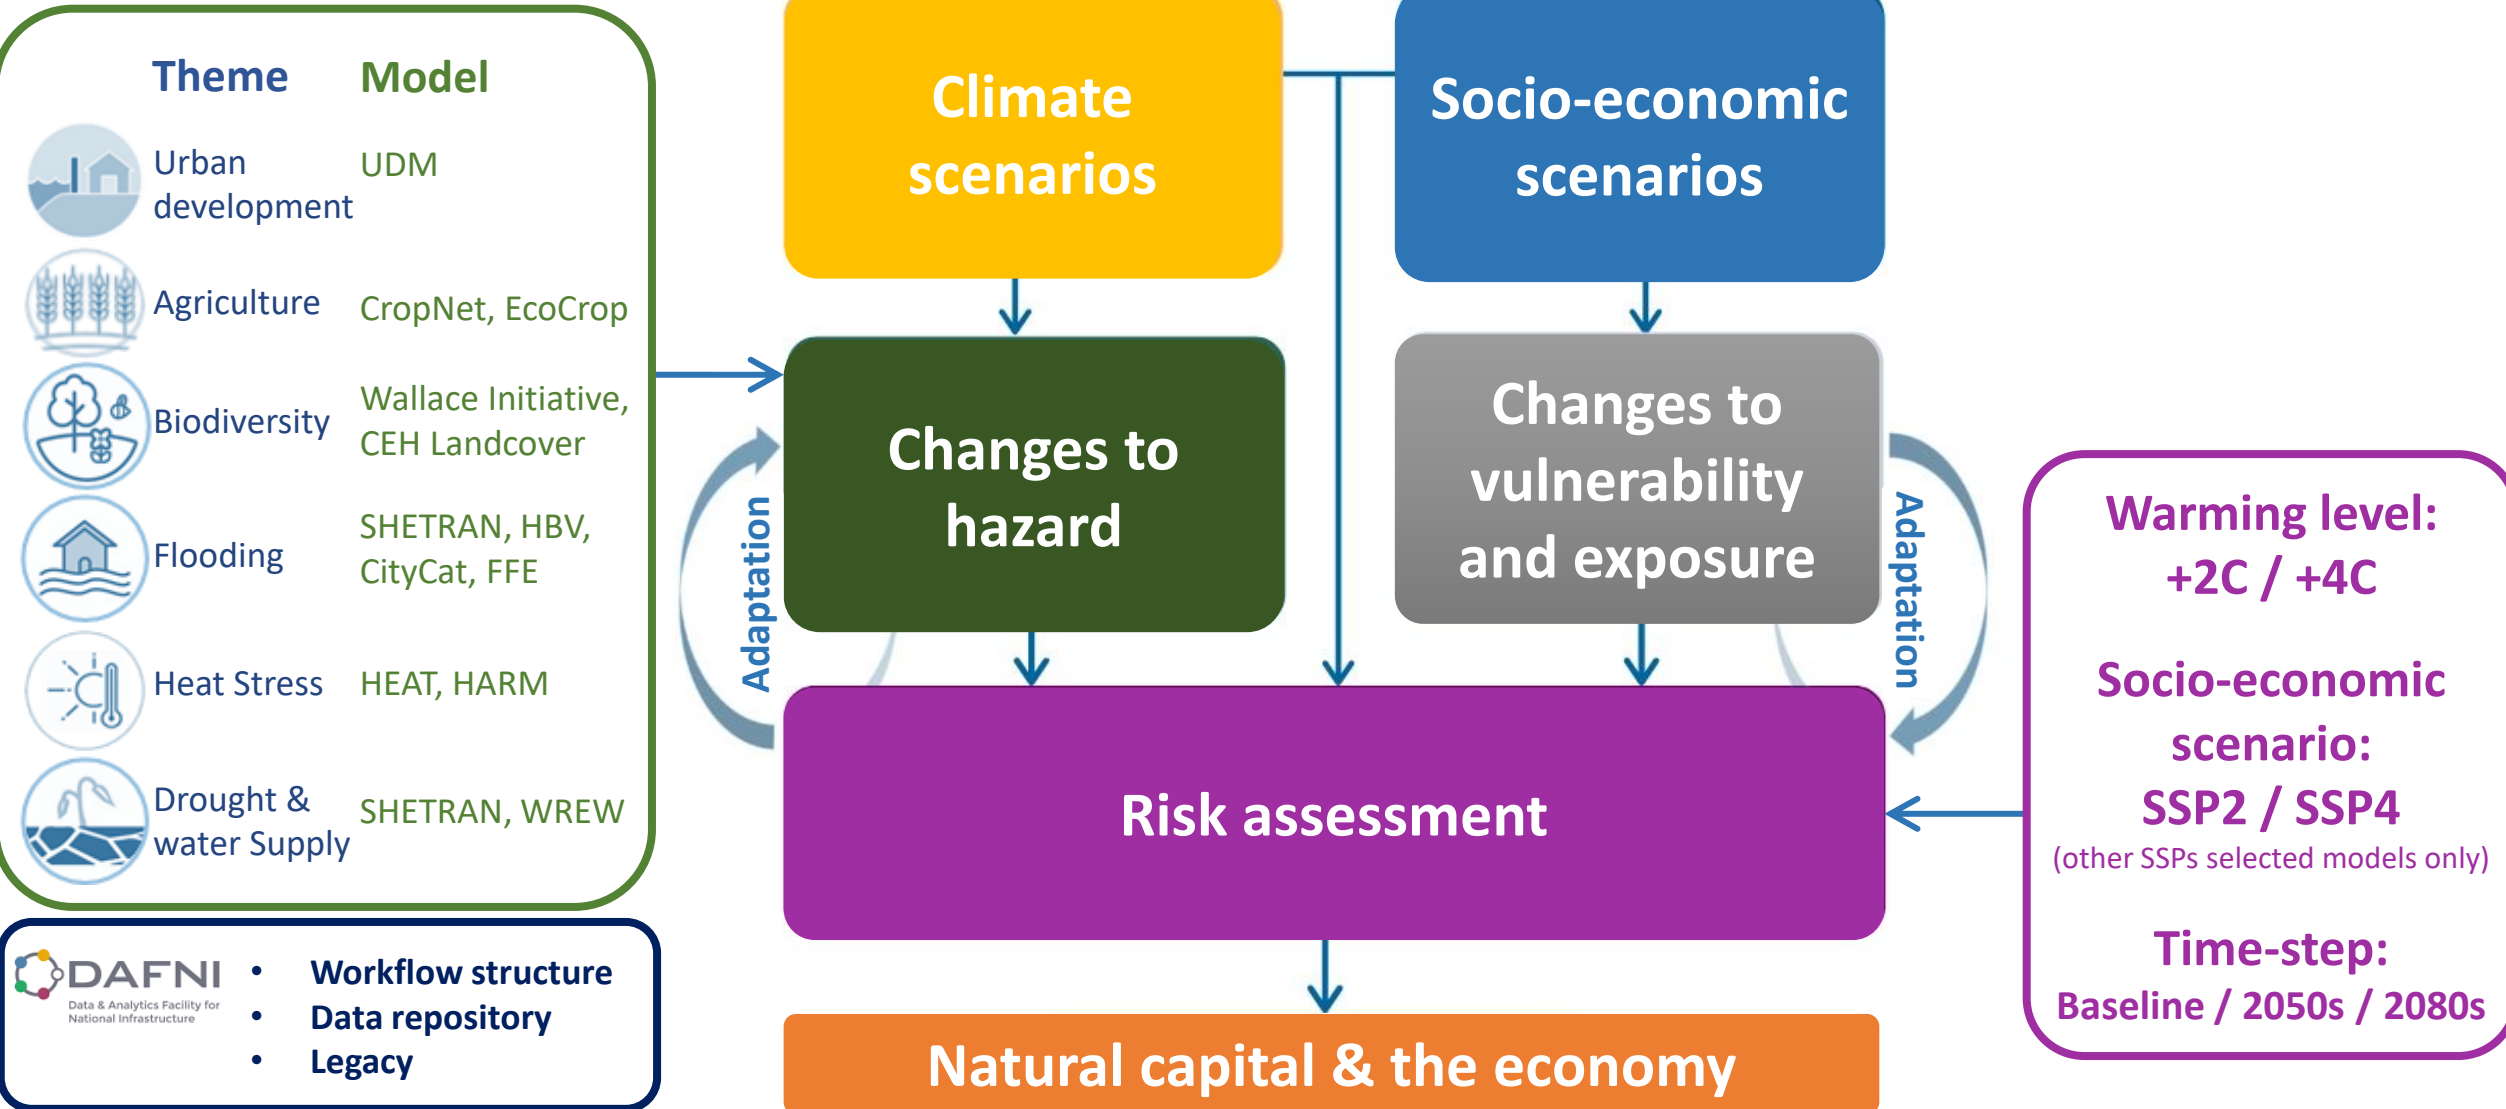 Theme Model
Urban
development
UDM
Agriculture
CropNet, EcoCrop
Biodiversity
Wallace Initiative,
CEH Landcover
Flooding
SHETRAN, HBV,
CityCat, FFE
Heat Stress
HEAT, HARM
Drought &
water Supply
SHETRAN, WREW
DAFNI
Data & Analytics Facility for
National Infrastructure
• Workflow structure
• Data repository
• Legacy
Climate
scenarios
Socio-economic
scenarios
Changes to
hazard
Changes to
vulnerability
and exposure
Adaptation
Adaptation
Risk assessment
Natural capital & the economy
Warming level:
+2C / +4C
Socio-economic
scenario:
SSP2 / SSP4
(other SSPs selected models only)
Time-step:
Baseline / 2050s / 2080s